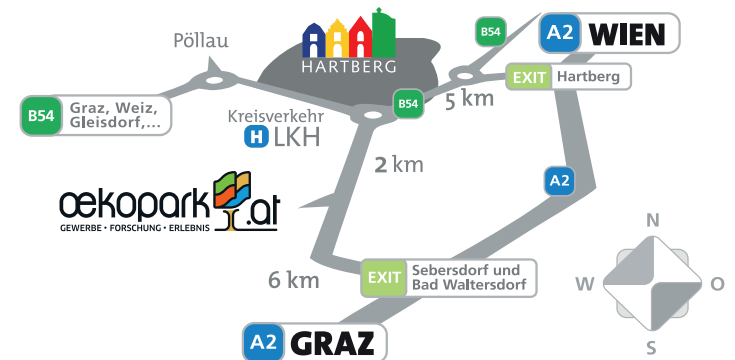 Pöllau
HARTBERG
B54
A2 WIEN
EXIT Hartberg
5 km
B54
B54 Graz, Weiz,
Gleisdorf,...
Kreisverkehr
H LKH
2 km
A2
œkopark.at
GEWERBE • FORSCHUNG • ERLEBNIS
6 km
EXIT Sebersdorf und
Bad Waltersdorf
A2 GRAZ
N
W
O
S